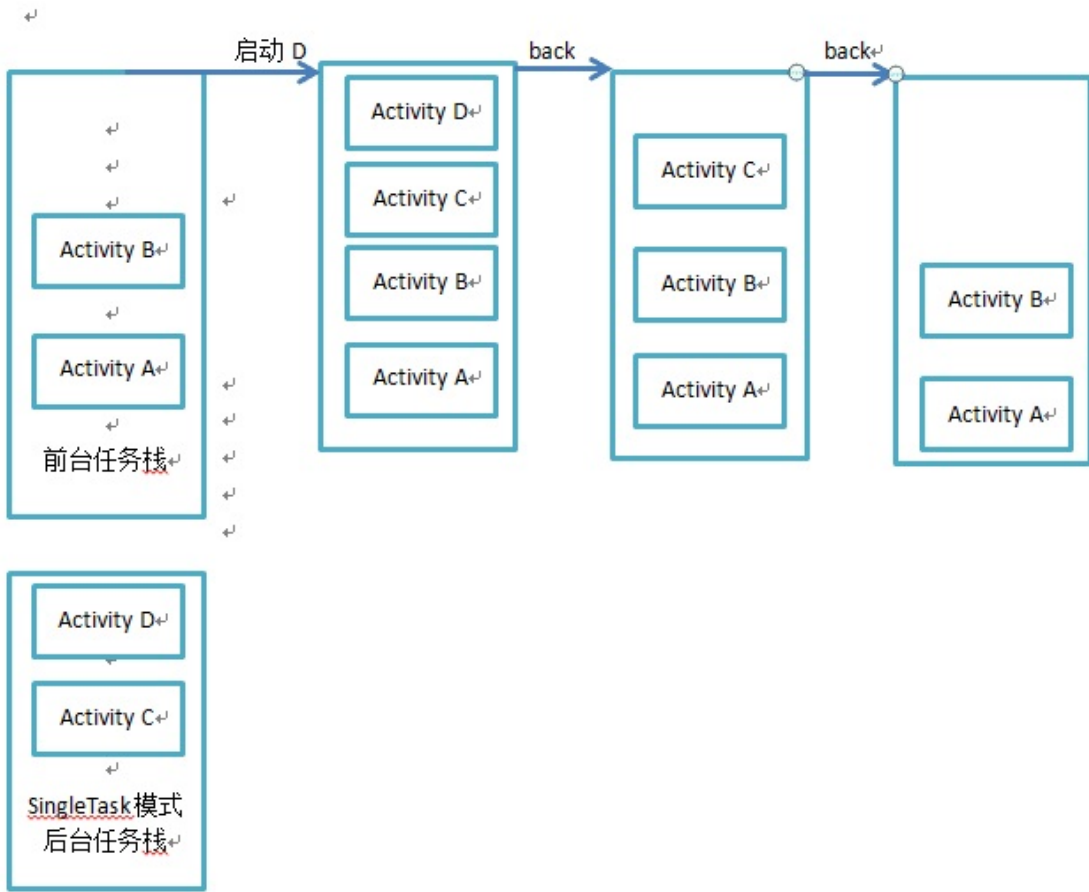 启动 D
back
back
Activity B
Activity A
前台任务栈
Activity D
Activity C
Activity B
Activity A
Activity C
Activity B
Activity A
Activity B
Activity A
Activity D
Activity C
SingleTask模式
后台任务栈